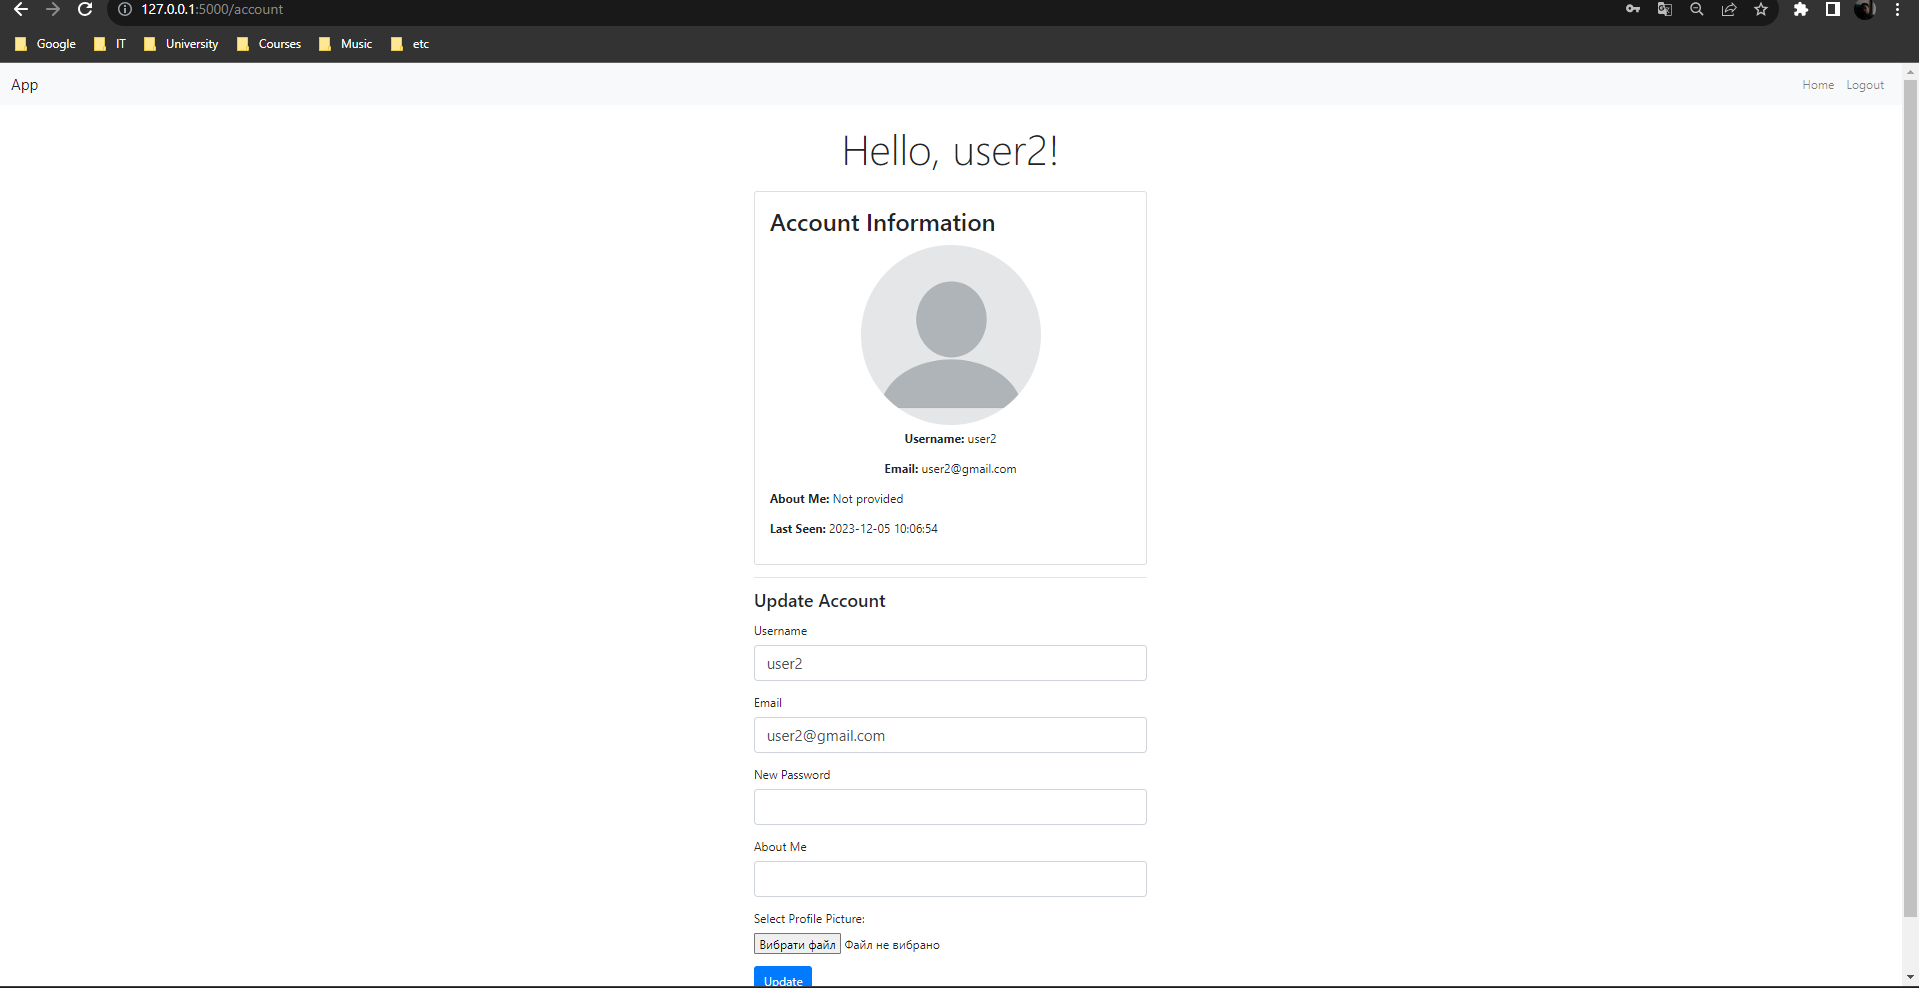 127.0.0.1:5000/account
Google IT University Courses Music etc
App Home Logout
Hello, user2!
Account Information
Username: user2
Email: user2@gmail.com
About Me: Not provided
Last Seen: 2023-12-05 10:06:54
Update Account
Username
user2
Email
user2@gmail.com
New Password
About Me
Select Profile Picture:
Вибрати файл Файл не вибрано
Update